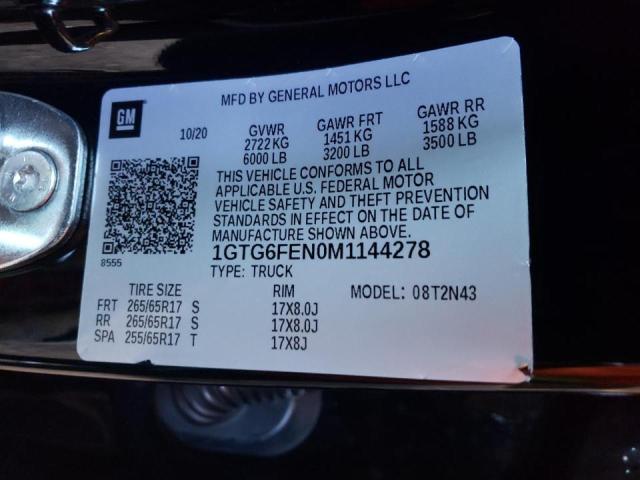 MFD BY GENERAL MOTORS LLC
GM
10/20 GVWR GAWR FRT GAWR RR
2722 KG 1451 KG 1588 KG
6000 LB 3200 LB 3500 LB
THIS VEHICLE CONFORMS TO ALL
APPLICABLE U.S. FEDERAL MOTOR
VEHICLE SAFETY AND THEFT PREVENTION
STANDARDS IN EFFECT ON THE DATE OF
MANUFACTURE SHOWN ABOVE.
8555
1GTG6FEN0M1144278
TYPE: TRUCK
TIRE SIZE RIM MODEL: 08T2N43
FRT 265/65R17 S 17X8.0J
RR 265/65R17 S 17X8.0J
SPA 255/65R17 T 17X8J